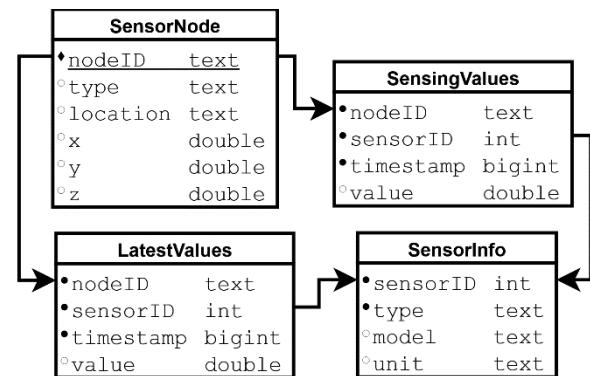 SensorNode
nodeID text
type text
location text
x double
y double
z double
SensingValues
nodeID text
sensorID int
timestamp bigint
value double
LatestValues
nodeID text
sensorID int
timestamp bigint
value double
SensorInfo
sensorID int
type text
model text
unit text